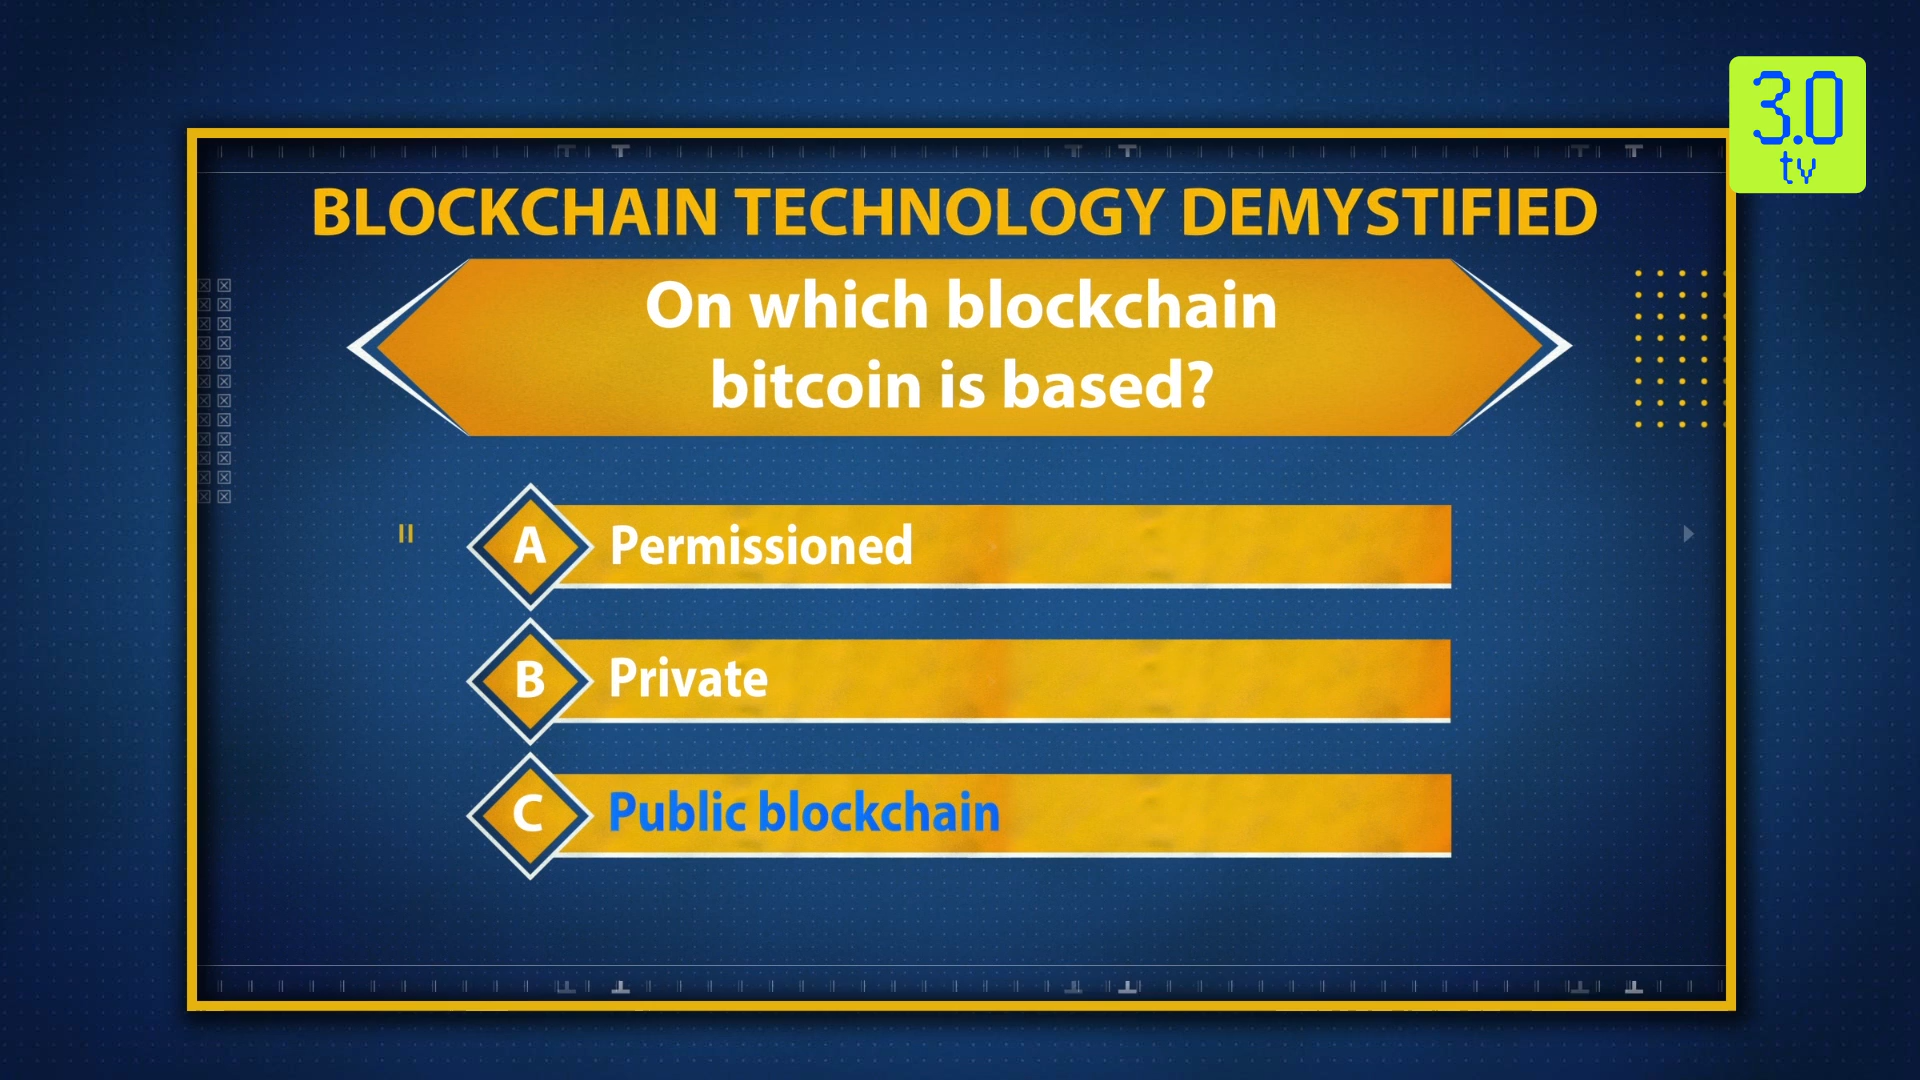 3.0
tv
BLOCKCHAIN TECHNOLOGY DEMYSTIFIED
On which blockchain
bitcoin is based?
A Permissioned
B Private
C Public blockchain